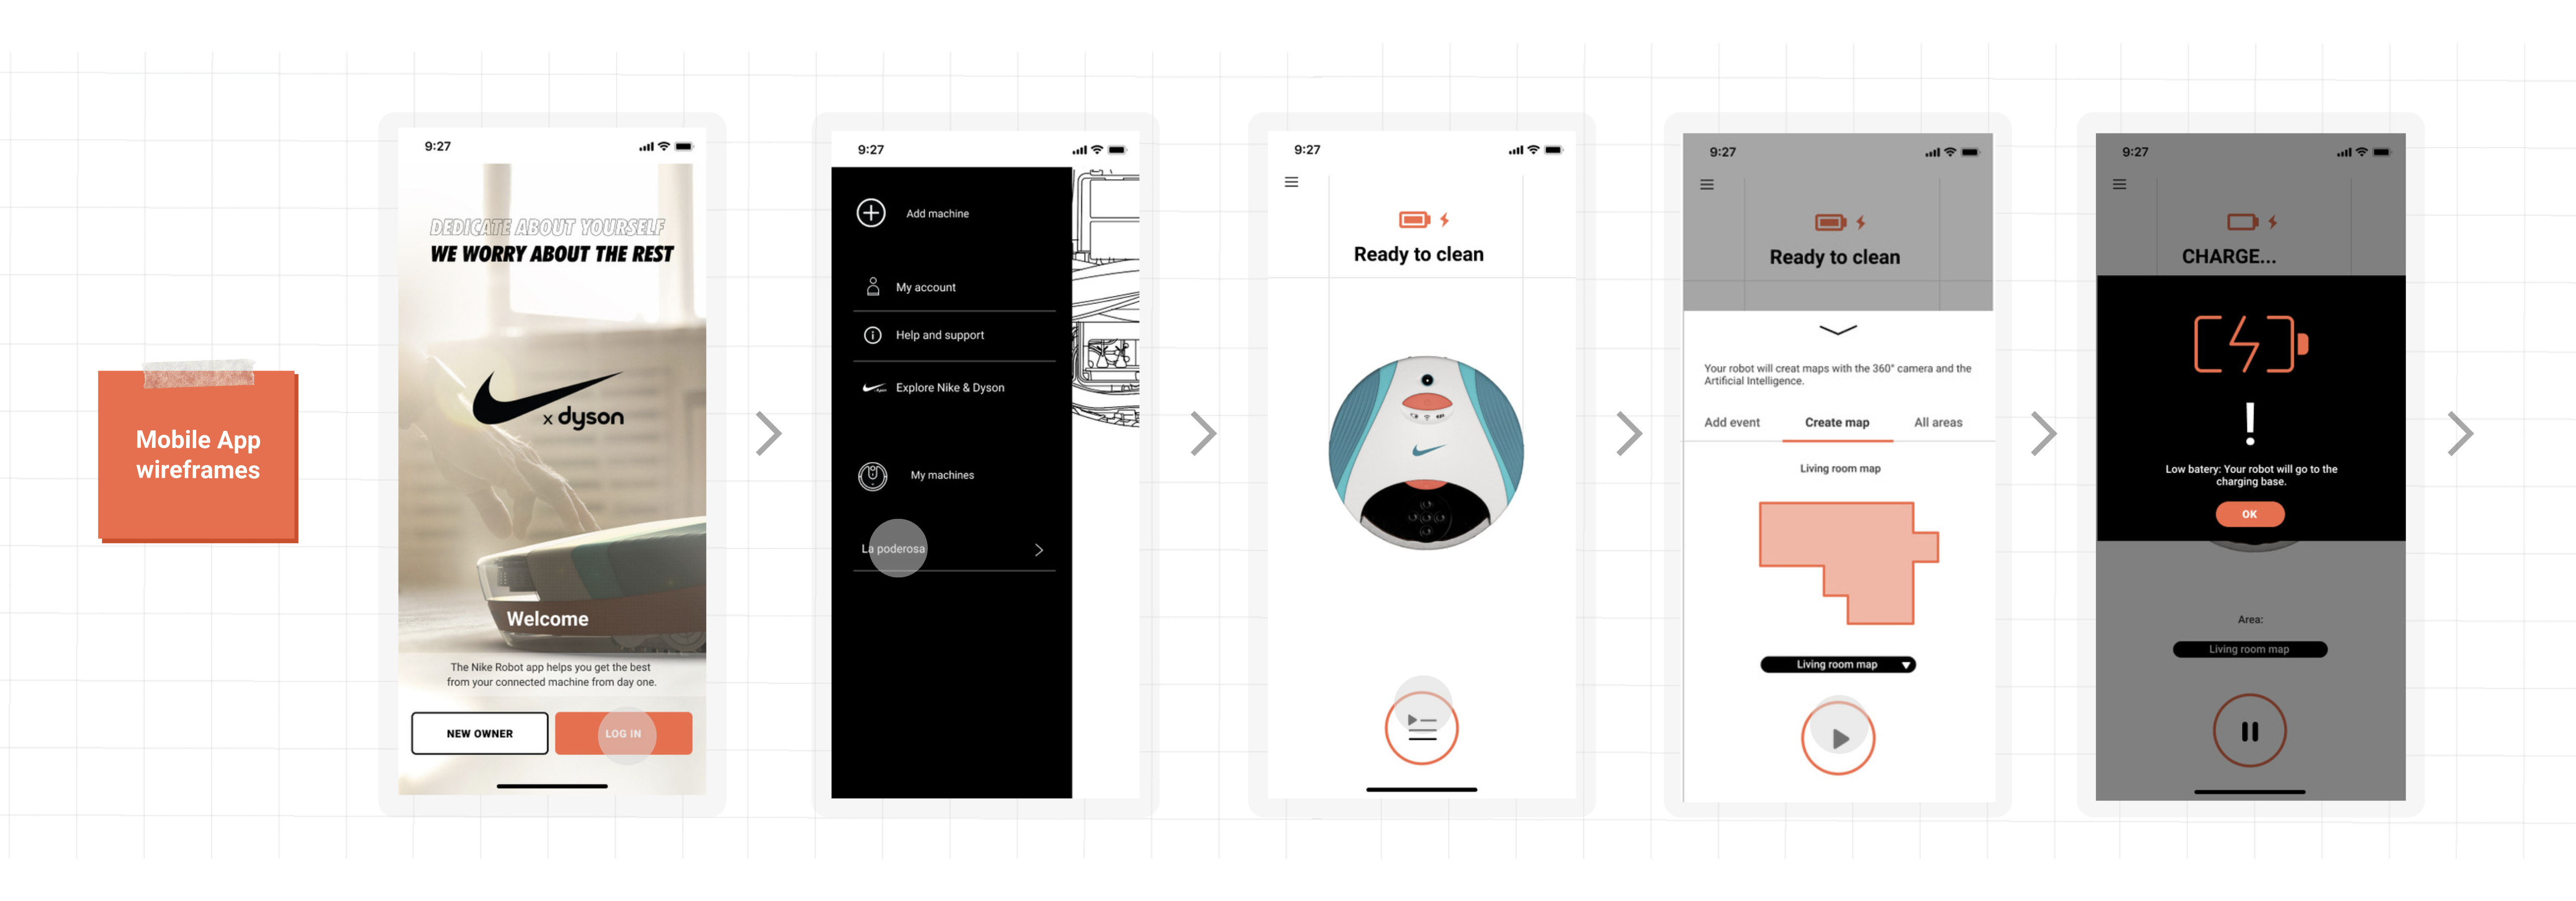 Mobile App
wireframes
9:27
DEDICATE ABOUT YOURSELF
WE WORRY ABOUT THE REST
x dyson
Welcome
The Nike Robot app helps you get the best
from your connected machine from day one.
NEW OWNER
LOG IN
9:27
Add machine
My account
Help and support
Explore Nike & Dyson
My machines
La poderosa
9:27
Ready to clean
9:27
Ready to clean
Your robot will creat maps with the 360° camera and the
Artificial Intelligence.
Add event
Create map
All areas
Living room map
Living room map
9:27
CHARGE...
!
Low batery: Your robot will go to the
charging base.
OK
Area:
Living room map